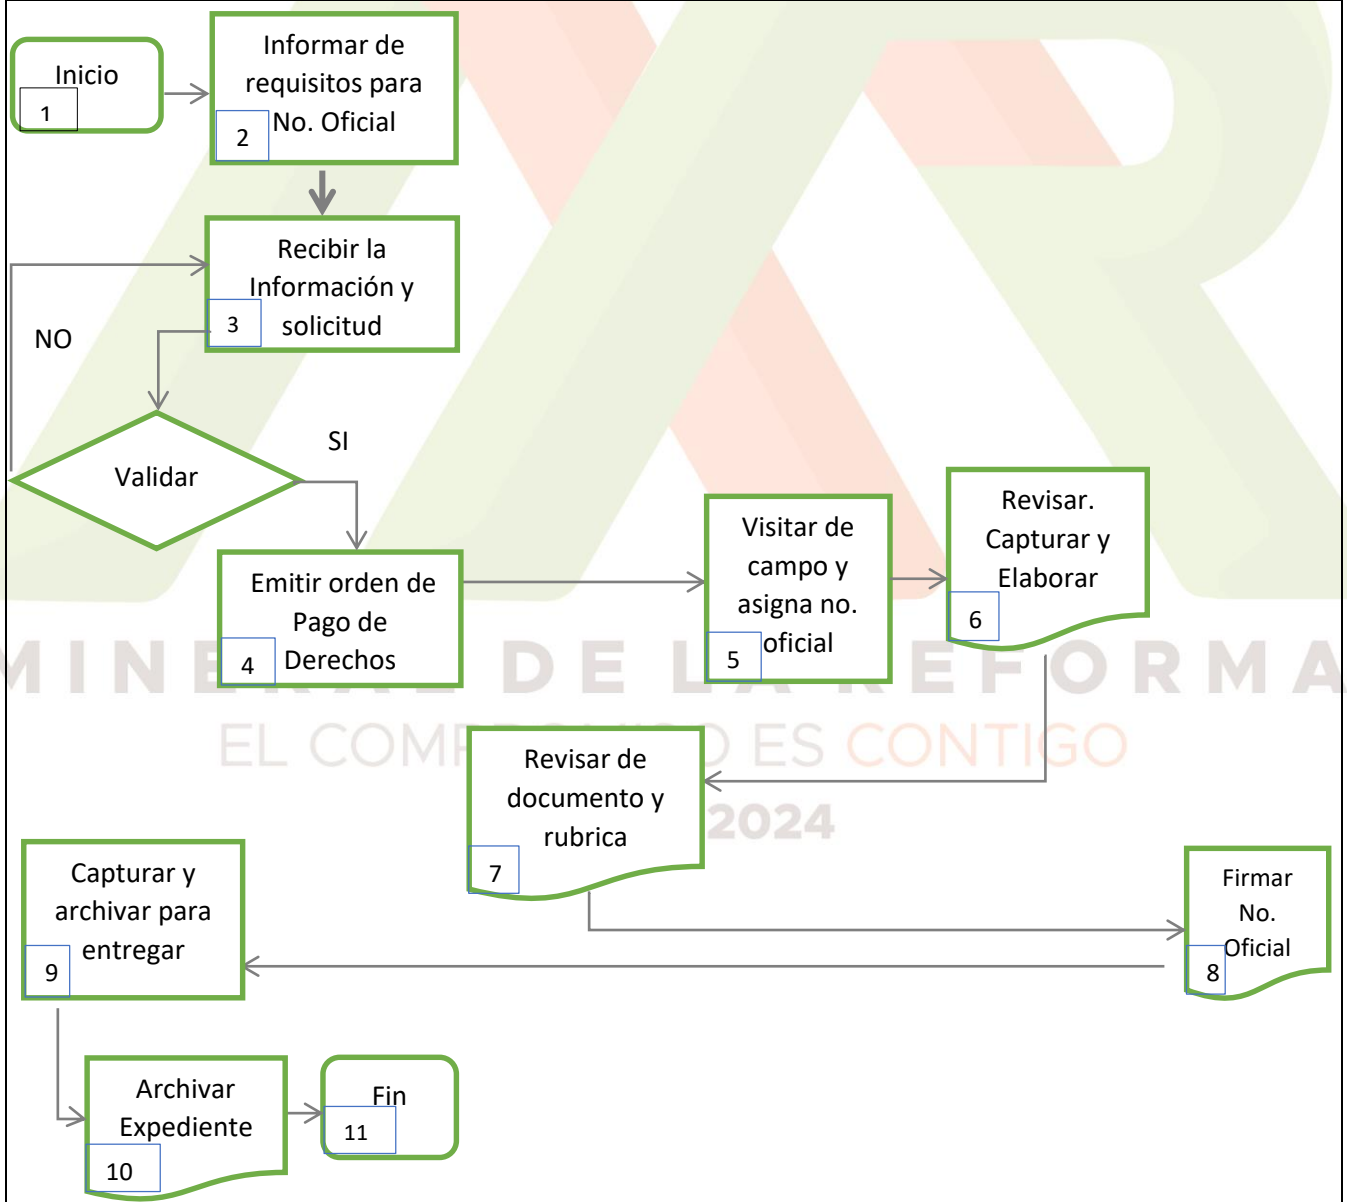 Inicio
1
Informar de
requisitos para
No. Oficial
2
Recibir la
Información y
solicitud
3
NO
Validar
SI
Emitir orden de
Pago de
Derechos
4
Visitar de
campo y
asigna no.
oficial
5
Revisar.
Capturar y
Elaborar
6
MINERAL DE LA REFORMA
EL COMPROMISO ES CONTIGO
2024
Revisar de
documento y
rubrica
7
Firmar
No.
Oficial
8
Capturar y
archivar para
entregar
9
Archivar
Expediente
10
Fin
11